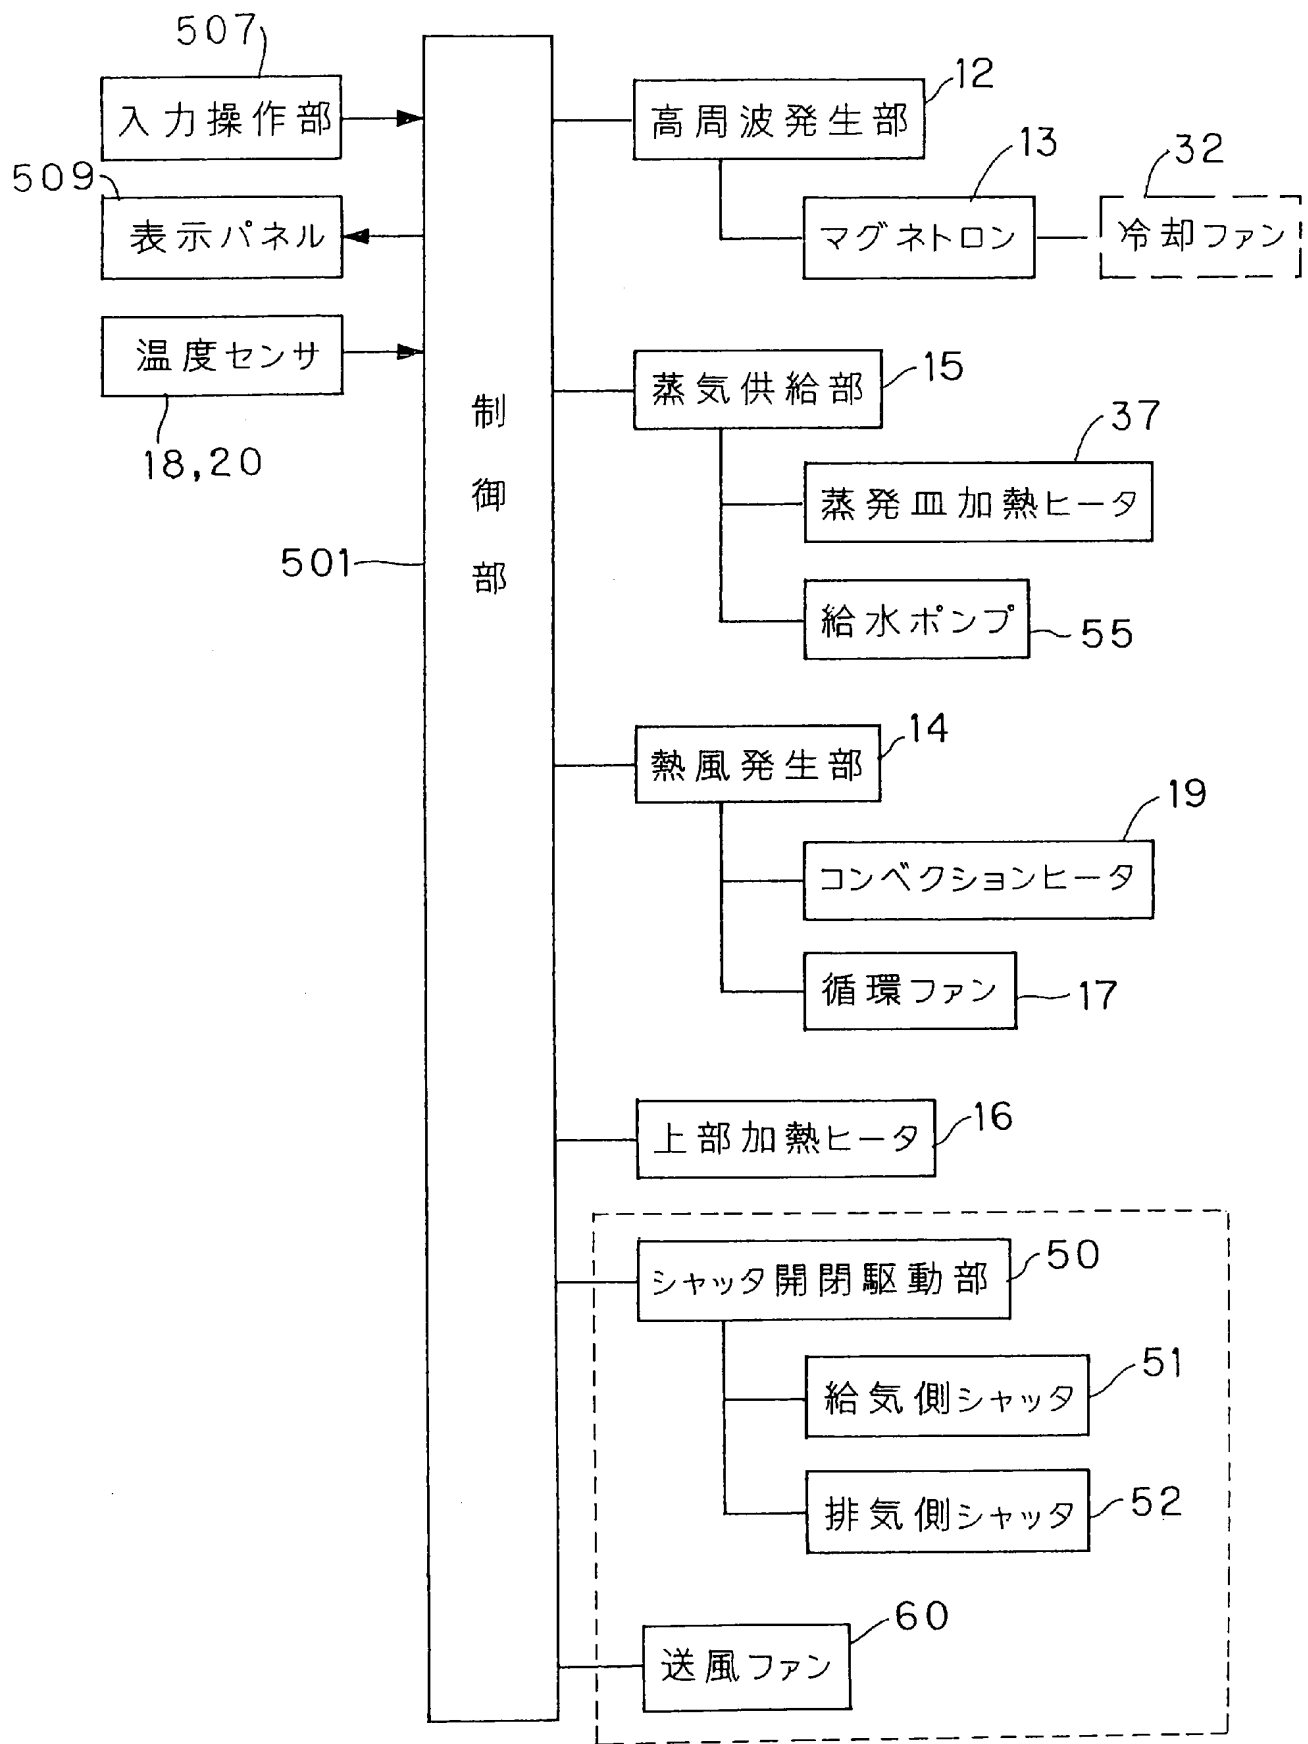 507
入力操作部
509
表示パネル
温度センサ
18,20
制御部
501
12
高周波発生部
13
マグネトロン
32
冷却ファン
15
蒸気供給部
37
蒸発皿加熱ヒータ
給水ポンプ
55
14
熱風発生部
19
コンベクションヒータ
循環ファン
17
16
上部加熱ヒータ
50
シャッタ開閉駆動部
51
給気側シャッタ
52
排気側シャッタ
60
送風ファン